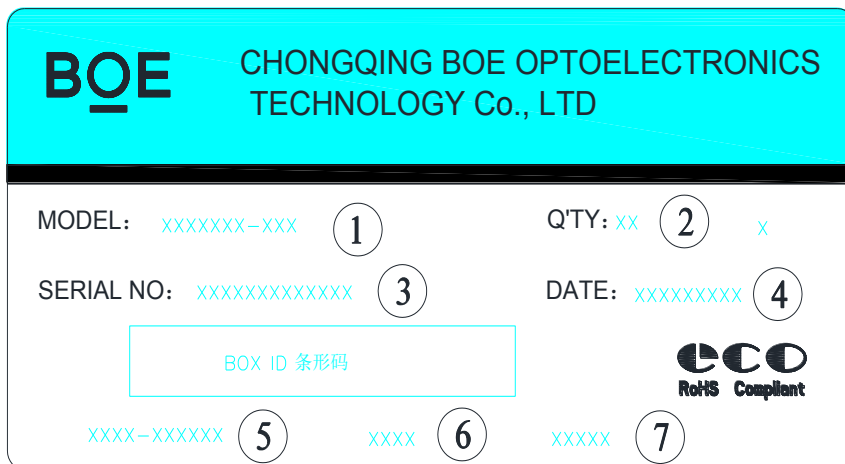 BOE
CHONGQING BOE OPTOELECTRONICS
TECHNOLOGY Co., LTD
MODEL： XXXXXXX-XXX ① Q'TY: XX ② X
SERIAL NO： XXXXXXXXXXXXX ③ DATE： XXXXXXXXX ④
BOX ID 条形码
eco
RoHS Compliant
XXXX-XXXXXX ⑤ XXXX ⑥ XXXXX ⑦